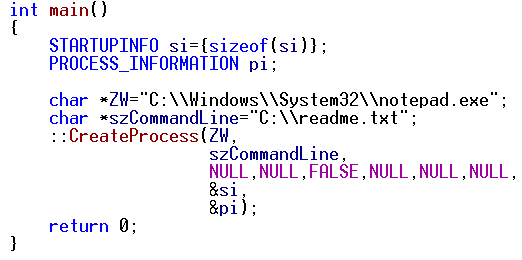 int main()
{
    STARTUPINFO si={sizeof(si)};
    PROCESS_INFORMATION pi;

    char *ZW="C:\\Windows\\System32\\notepad.exe";
    char *szCommandLine="C:\\readme.txt";
    ::CreateProcess(ZW,
                    szCommandLine,
                    NULL,NULL,FALSE,NULL,NULL,NULL,
                    &si,
                    &pi);
    return 0;
}